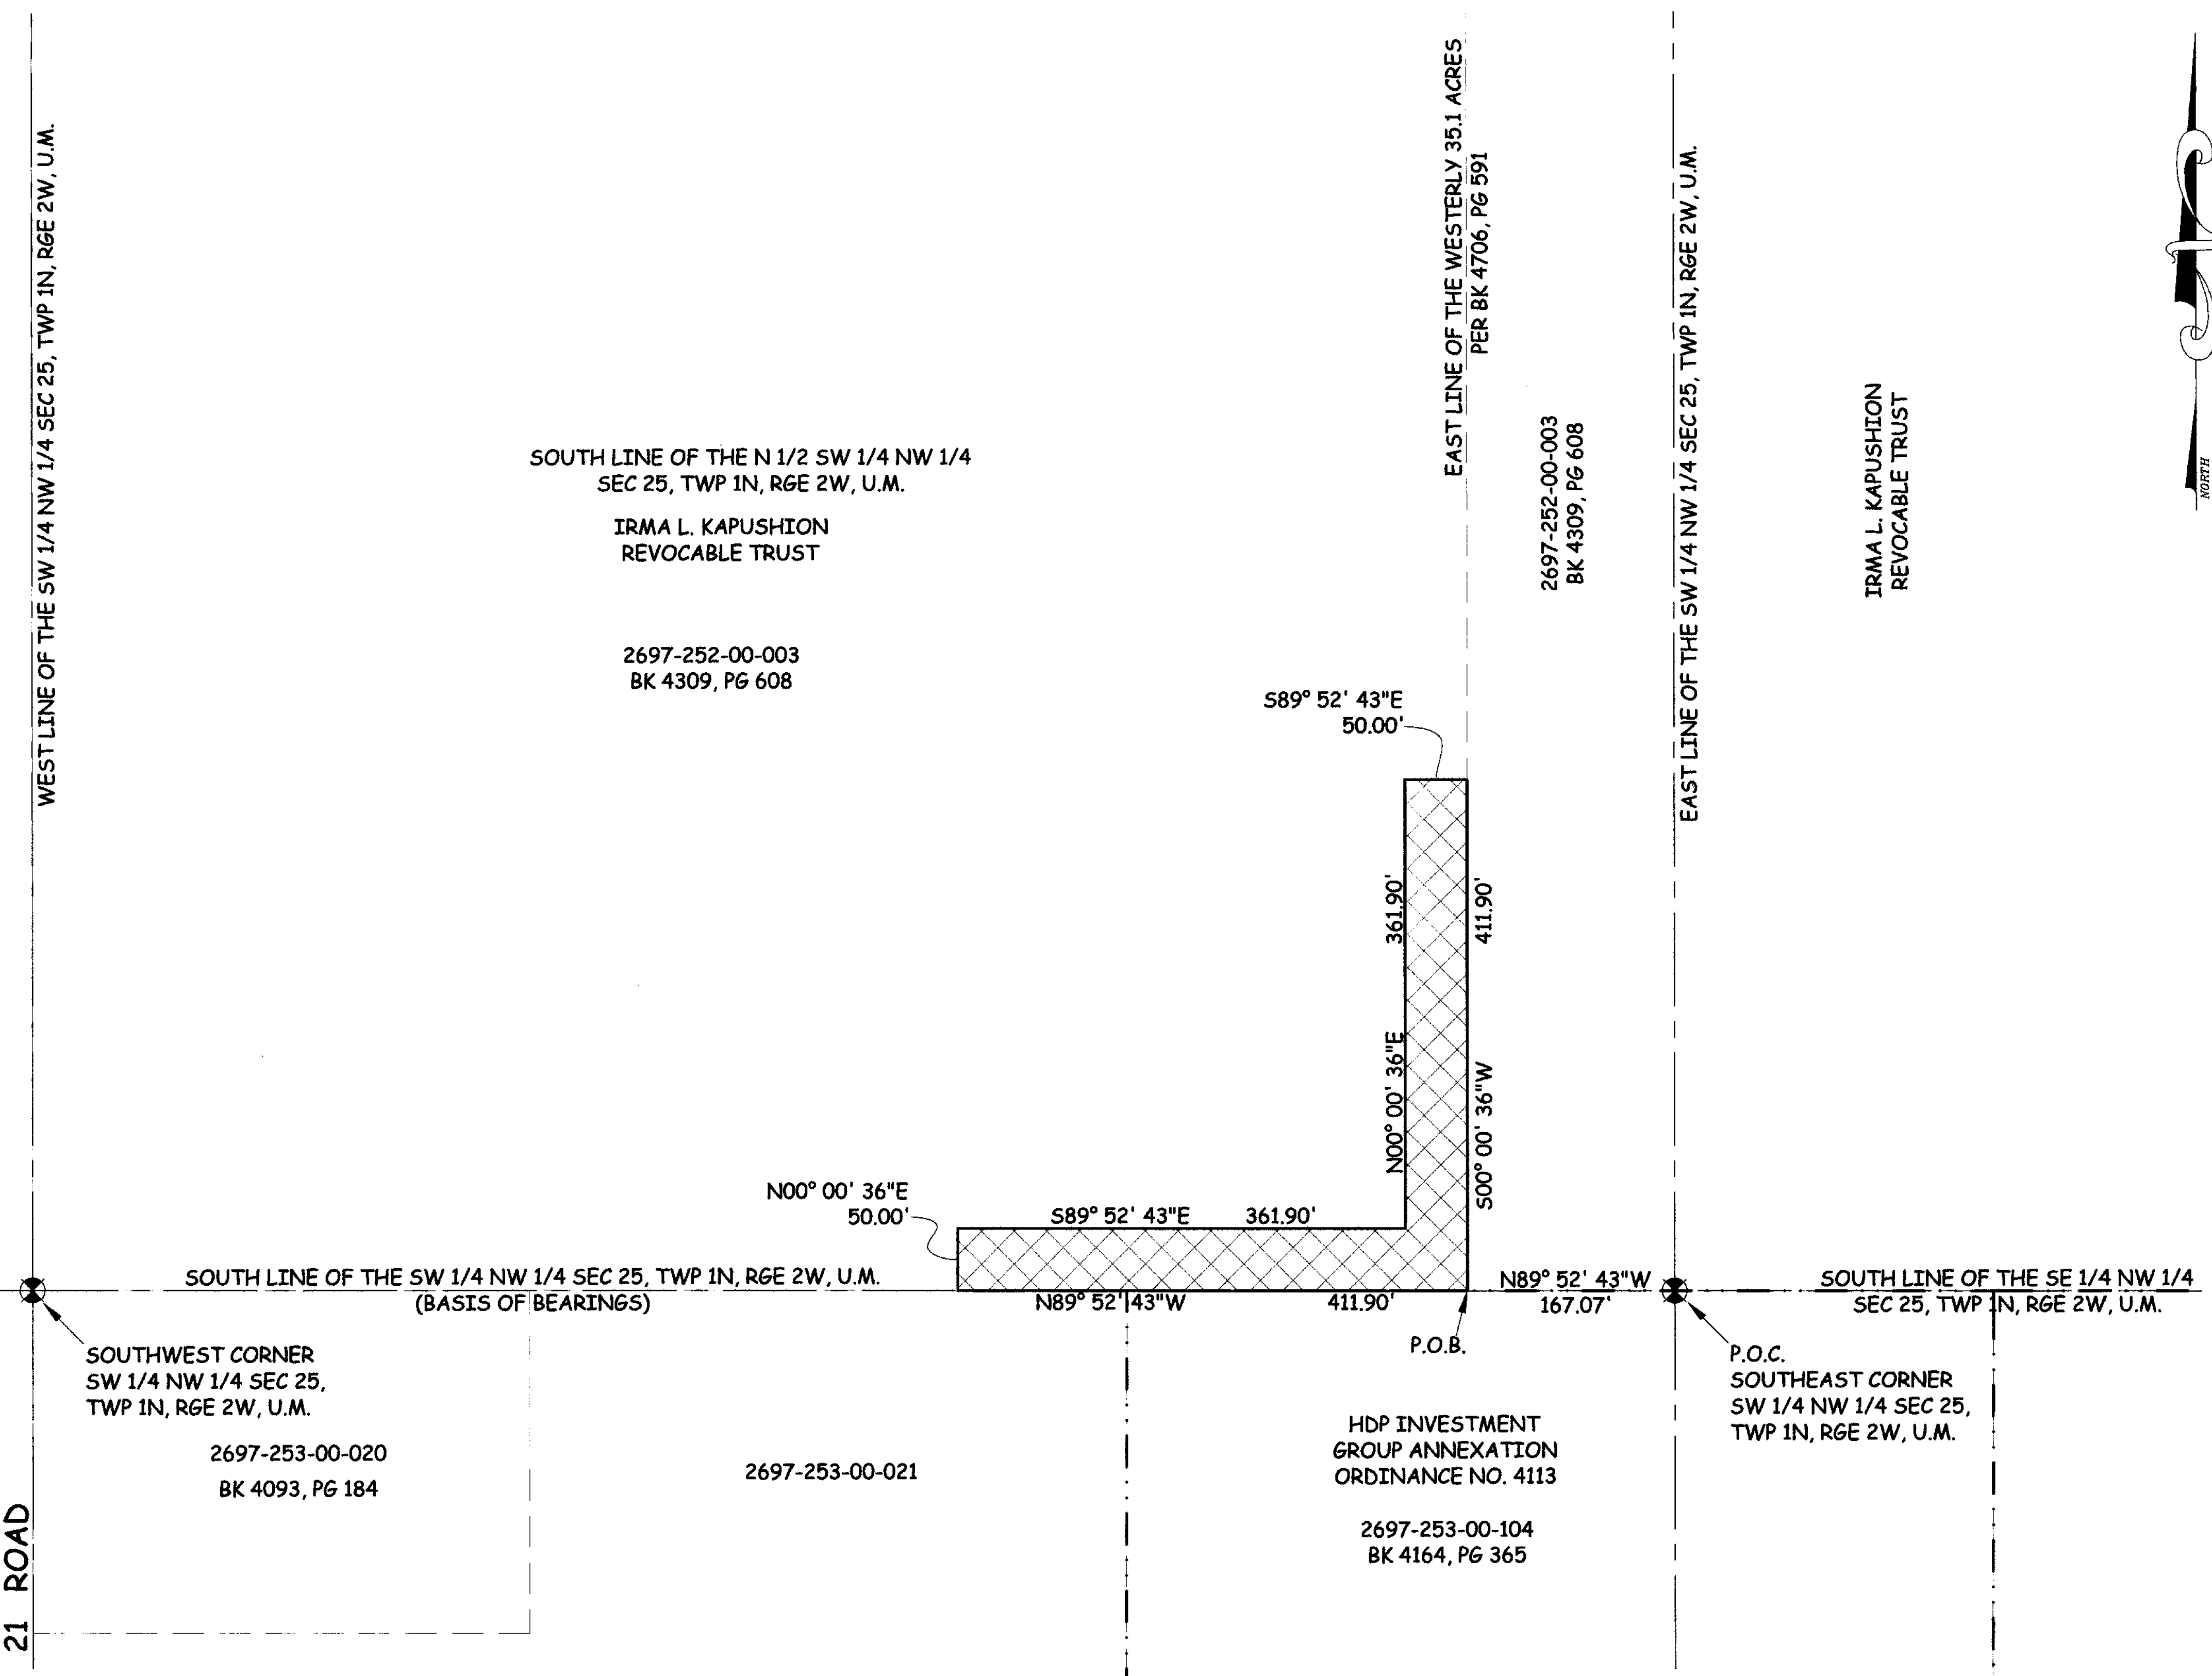 WEST LINE OF THE SW 1/4 NW 1/4 SEC 25, TWP 1N, RGE 2W, U.M.
SOUTH LINE OF THE N 1/2 SW 1/4 NW 1/4
SEC 25, TWP 1N, RGE 2W, U.M.
IRMA L. KAPUSHION
REVOCABLE TRUST
2697-252-00-003
BK 4309, PG 608
EAST LINE OF THE WESTERLY 35.1 ACRES
PER BK 4706, PG 591
2697-252-00-003
BK 4309, PG 608
EAST LINE OF THE SW 1/4 NW 1/4 SEC 25, TWP 1N, RGE 2W, U.M.
IRMA L. KAPUSHION
REVOCABLE TRUST
NORTH
S89° 52' 43"E
50.00'
361.90'
N00° 00' 36"E
411.90'
S00° 00' 36"W
N00° 00' 36"E
50.00'
S89° 52' 43"E 361.90'
SOUTH LINE OF THE SW 1/4 NW 1/4 SEC 25, TWP 1N, RGE 2W, U.M.
(BASIS OF BEARINGS)
N89° 52' 43"W 411.90'
N89° 52' 43"W
167.07'
SOUTH LINE OF THE SE 1/4 NW 1/4
SEC 25, TWP 1N, RGE 2W, U.M.
SOUTHWEST CORNER
SW 1/4 NW 1/4 SEC 25,
TWP 1N, RGE 2W, U.M.
P.O.B.
P.O.C.
SOUTHEAST CORNER
SW 1/4 NW 1/4 SEC 25,
TWP 1N, RGE 2W, U.M.
2697-253-00-020
BK 4093, PG 184
2697-253-00-021
HDP INVESTMENT
GROUP ANNEXATION
ORDINANCE NO. 4113
2697-253-00-104
BK 4164, PG 365
21 ROAD